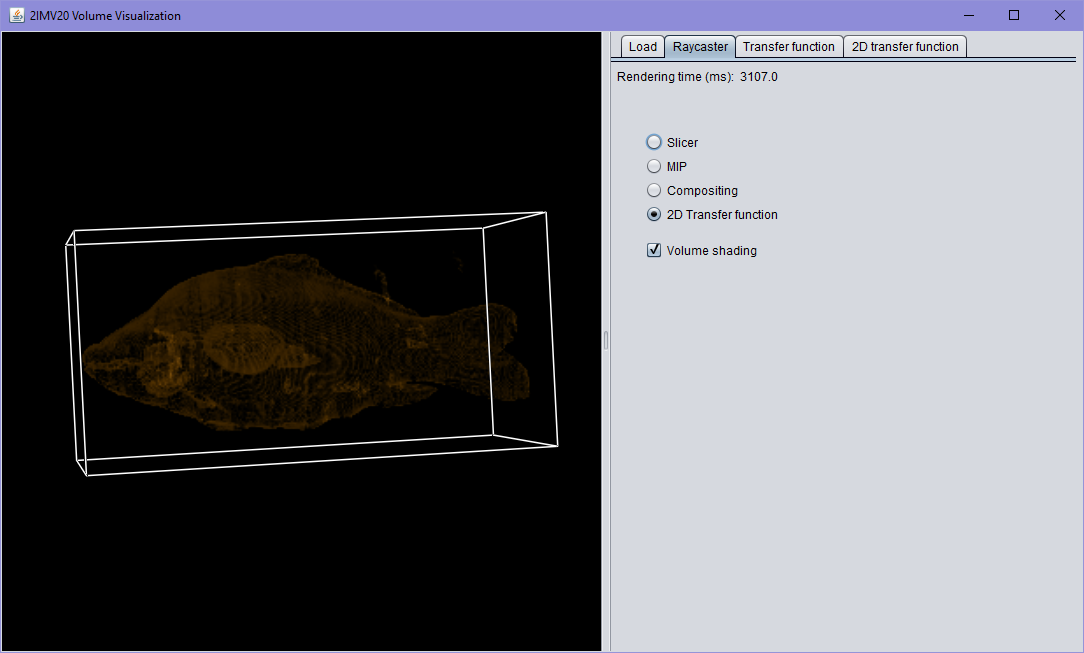 2IMV20 Volume Visualization
Load Raycaster Transfer function 2D transfer function
Rendering time (ms): 3107.0
Slicer
MIP
Compositing
2D Transfer function
Volume shading